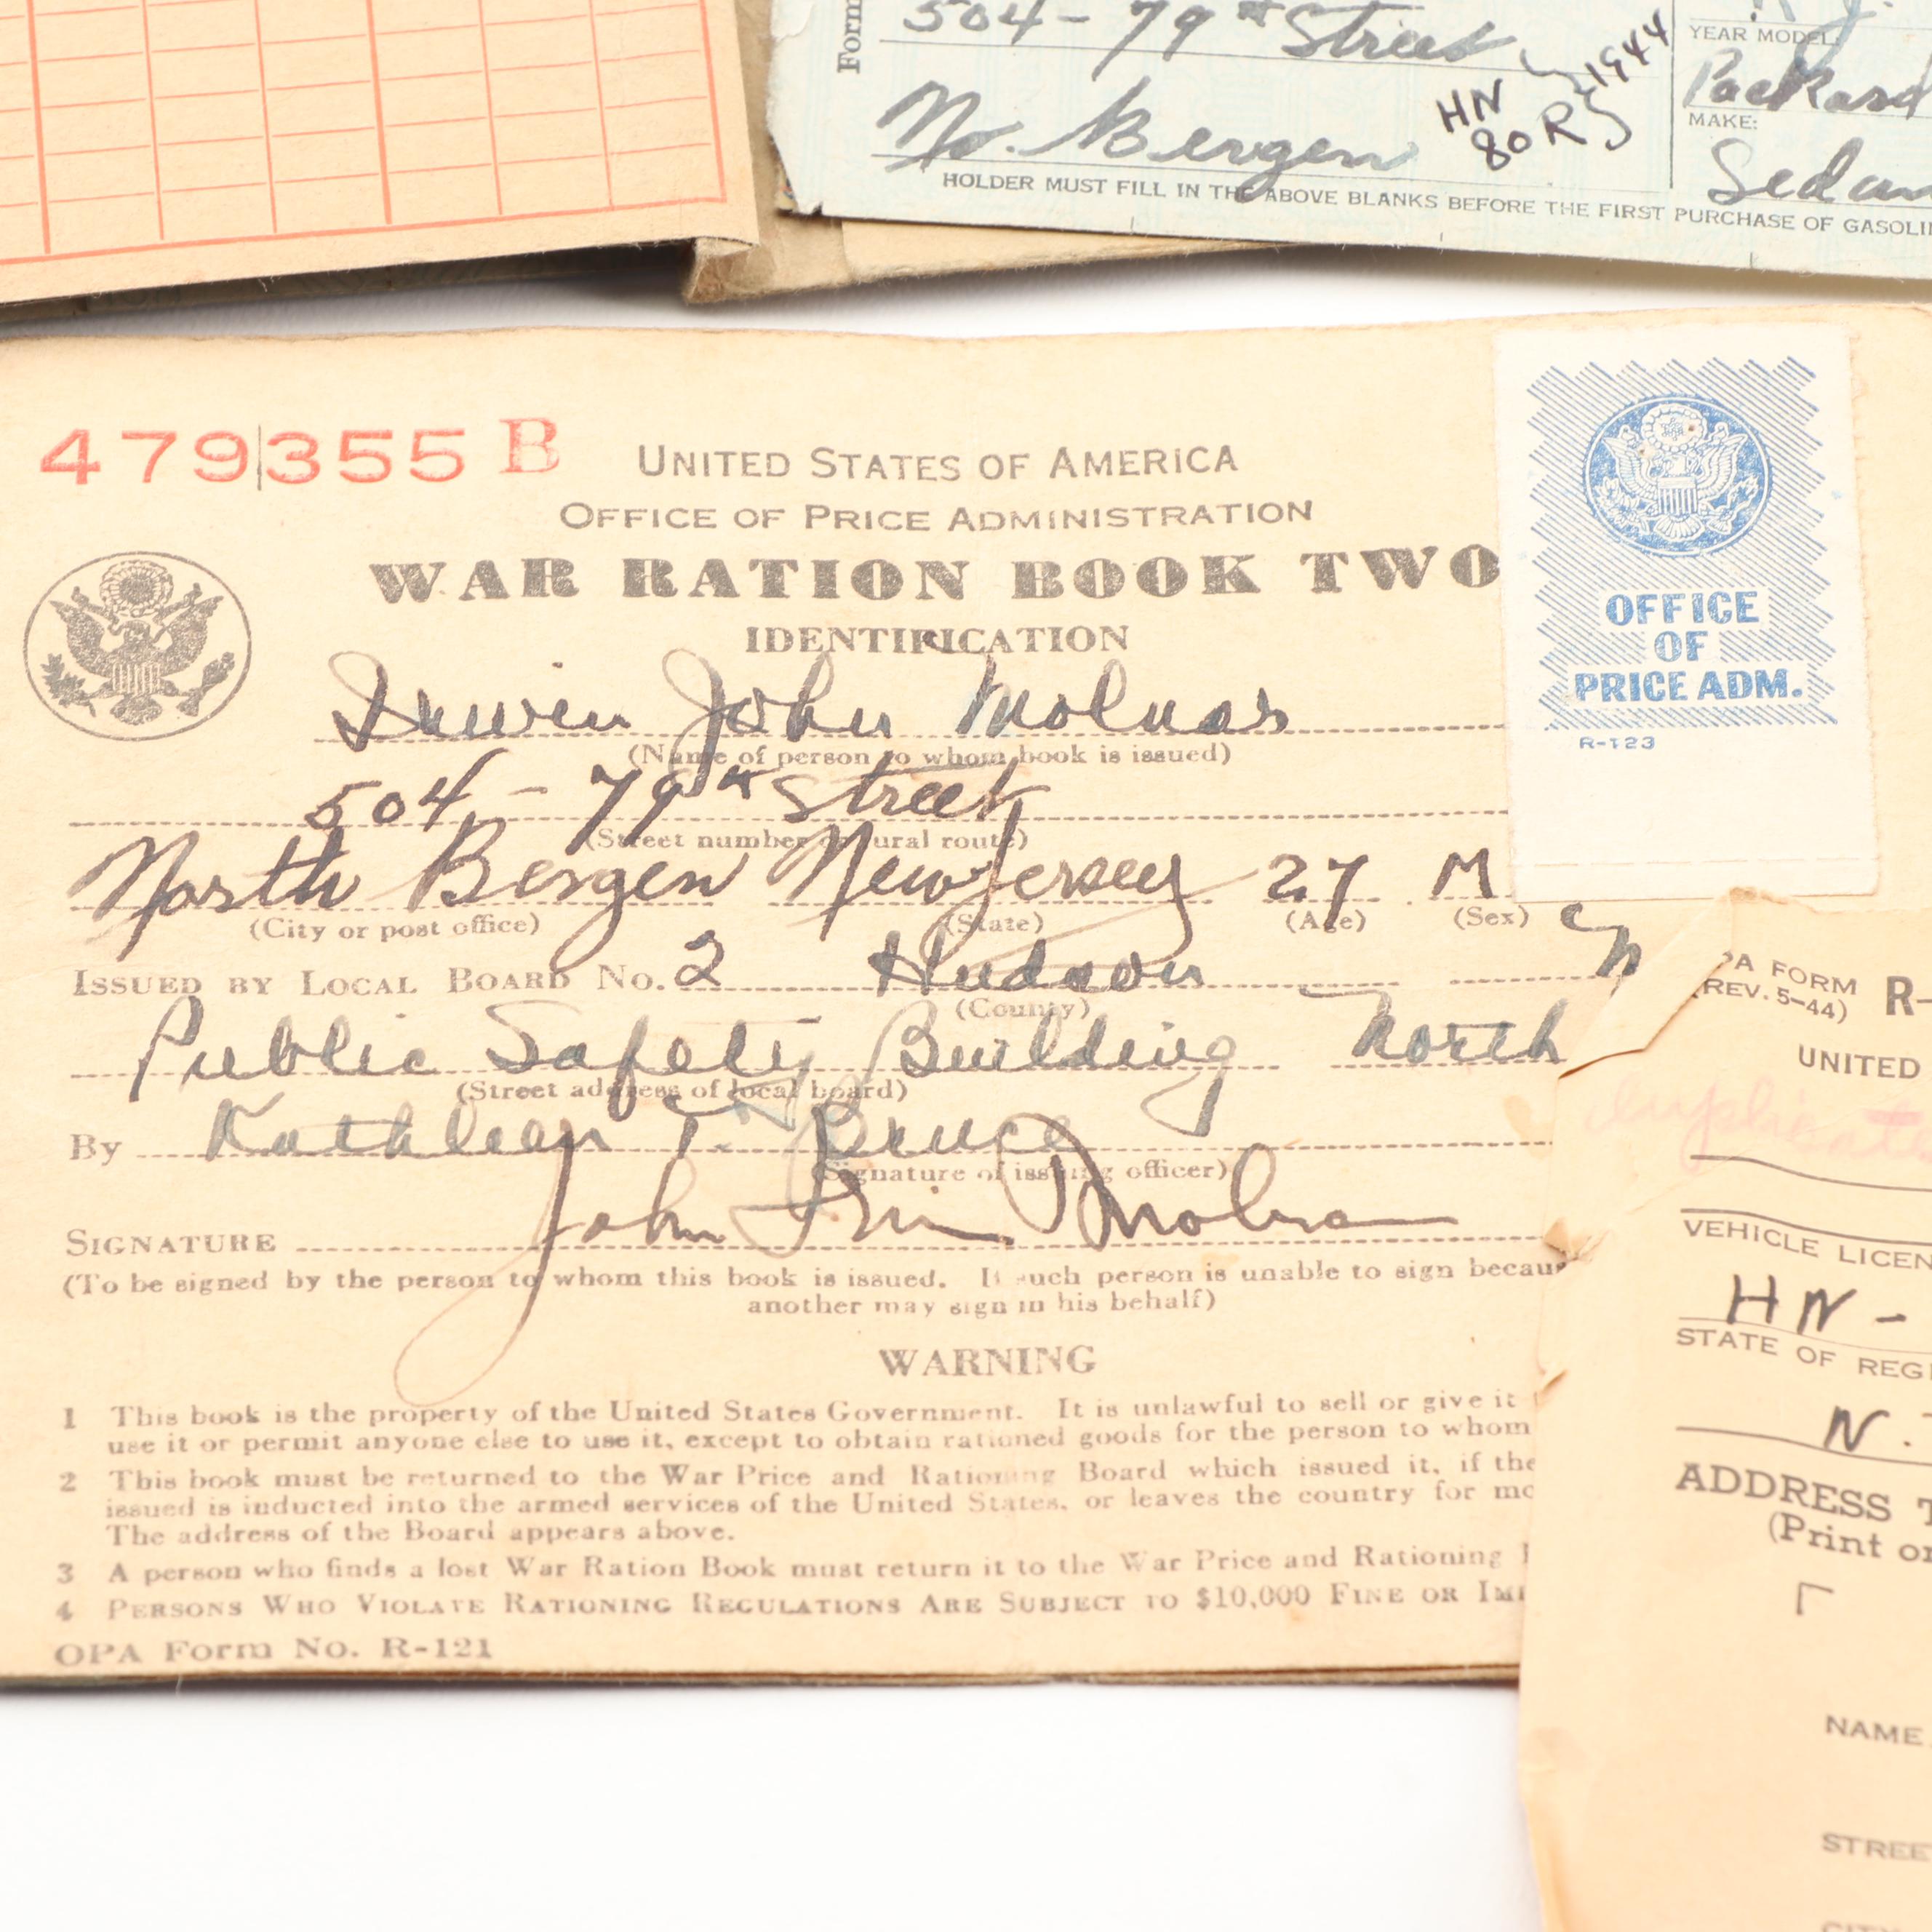 Form
504 - 79th Street
No. Bergen
HN
80 R
1944
YEAR MODEL:
Packard
MAKE:
Sedan
HOLDER MUST FILL IN THE ABOVE BLANKS BEFORE THE FIRST PURCHASE OF
479355 B
UNITED STATES OF AMERICA
OFFICE OF PRICE ADMINISTRATION
WAR RATION BOOK TWO
IDENTIFICATION
OFFICE
OF
PRICE ADM.
R-123
Irwin John Molnar
(Name of person to whom book is issued)
504 - 79th Street
(Street number or rural route)
North Bergen New Jersey 27 M
(City or post office) (State) (Age) (Sex)
ISSUED BY LOCAL BOARD No. 2 Hudson
(County)
Public Safety Building North
(Street address of local board)
By Kathleen T. Bruce
(Signature of issuing officer)
SIGNATURE John Irwin Molnar
(To be signed by the person to whom this book is issued. If such person is unable to sign
another may sign in his behalf)
WARNING
1 This book is the property of the United States Government. It is unlawful to sell or give it
use it or permit anyone else to use it, except to obtain rationed goods for the person to whom
2 This book must be returned to the War Price and Rationing Board which issued it, if the
issued is inducted into the armed services of the United States, or leaves the country for
The address of the Board appears above.
3 A person who finds a lost War Ration Book must return it to the War Price and Rationing
4 PERSONS WHO VIOLATE RATIONING REGULATIONS ARE SUBJECT TO $10,000 FINE OR
OPA Form No. R-121
FORM R-
(REV. 5-44)
UNITED
VEHICLE
HN-
STATE OF
N.
ADDRESS
(Print or
NAME